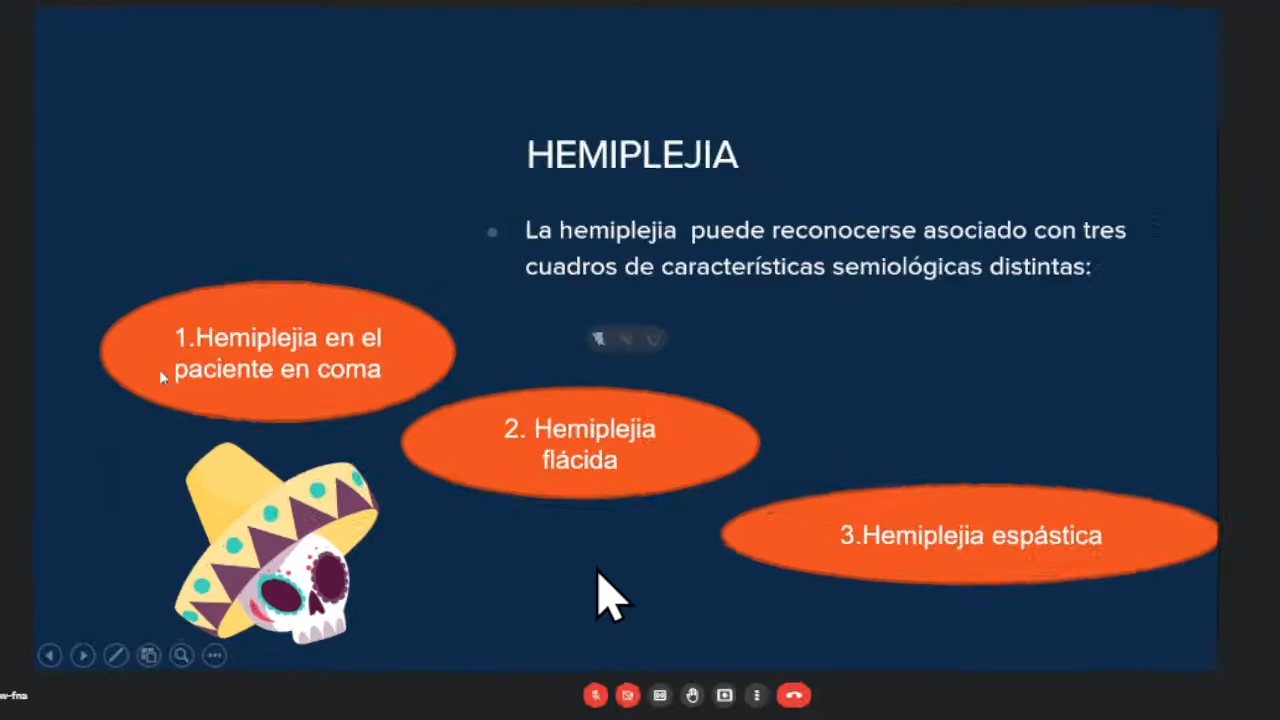 HEMIPLEJIA
La hemiplejia puede reconocerse asociado con tres
cuadros de características semiológicas distintas:
1.Hemiplejia en el
paciente en coma
2. Hemiplejia
flácida
3.Hemiplejia espástica
w-fna